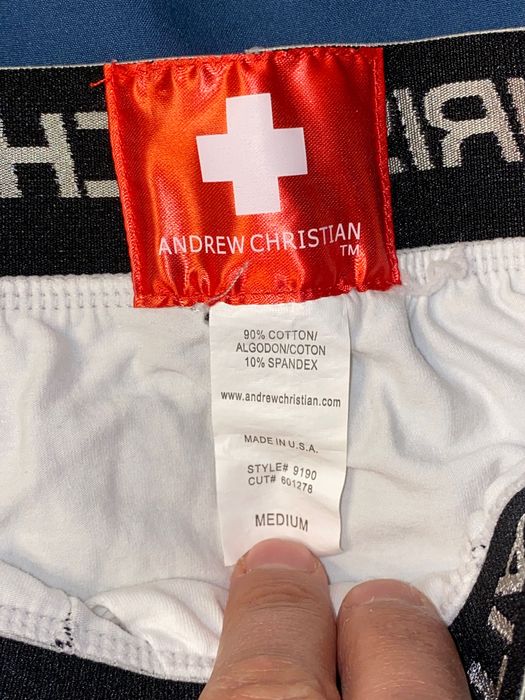 ANDREW CHRISTIAN
TM
90% COTTON/
ALGODON/COTON
10% SPANDEX
www.andrewchristian.com
MADE IN U.S.A.
STYLE# 9190
CUT# 601278
MEDIUM